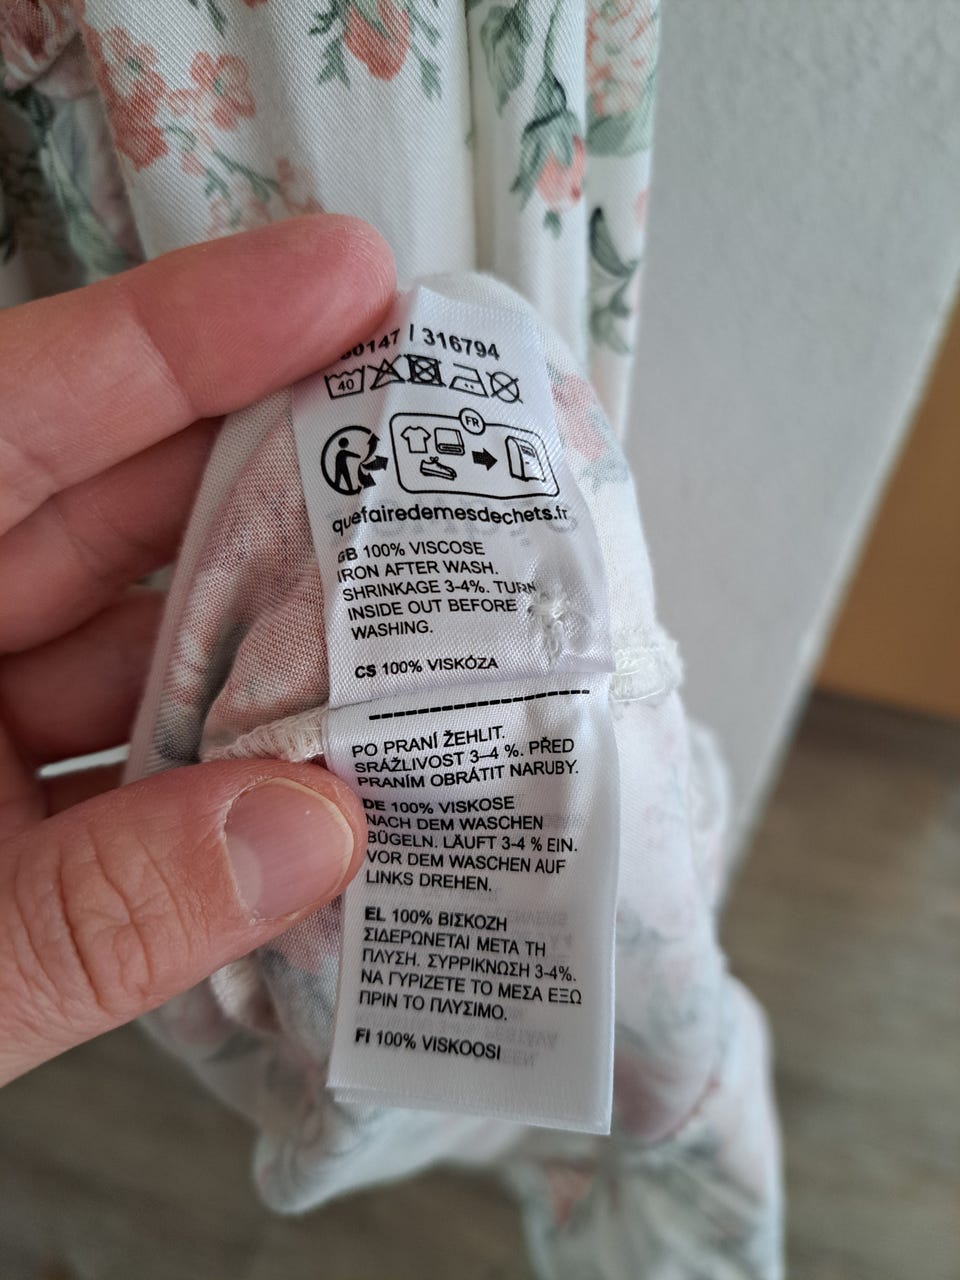 / 316794
40
FR
quefairedemesdechets.fr
GB 100% VISCOSE
IRON AFTER WASH.
SHRINKAGE 3-4%. TURN
INSIDE OUT BEFORE
WASHING.
CS 100% VISKÓZA
PO PRANÍ ŽEHLIT.
SRÁŽLIVOST 3–4 %. PŘED
PRANÍM OBRÁTIT NARUBY.
DE 100% VISKOSE
NACH DEM WASCHEN
BÜGELN. LÄUFT 3-4 % EIN.
VOR DEM WASCHEN AUF
LINKS DREHEN.
EL 100% ΒΙΣΚΟΖΗ
ΣΙΔΕΡΩΝΕΤΑΙ ΜΕΤΑ ΤΗ
ΠΛΥΣΗ. ΣΥΡΡΙΚΝΩΣΗ 3-4%.
ΝΑ ΓΥΡΙΖΕΤΕ ΤΟ ΜΕΣΑ ΕΞΩ
ΠΡΙΝ ΤΟ ΠΛΥΣΙΜΟ.
FI 100% VISKOOSI